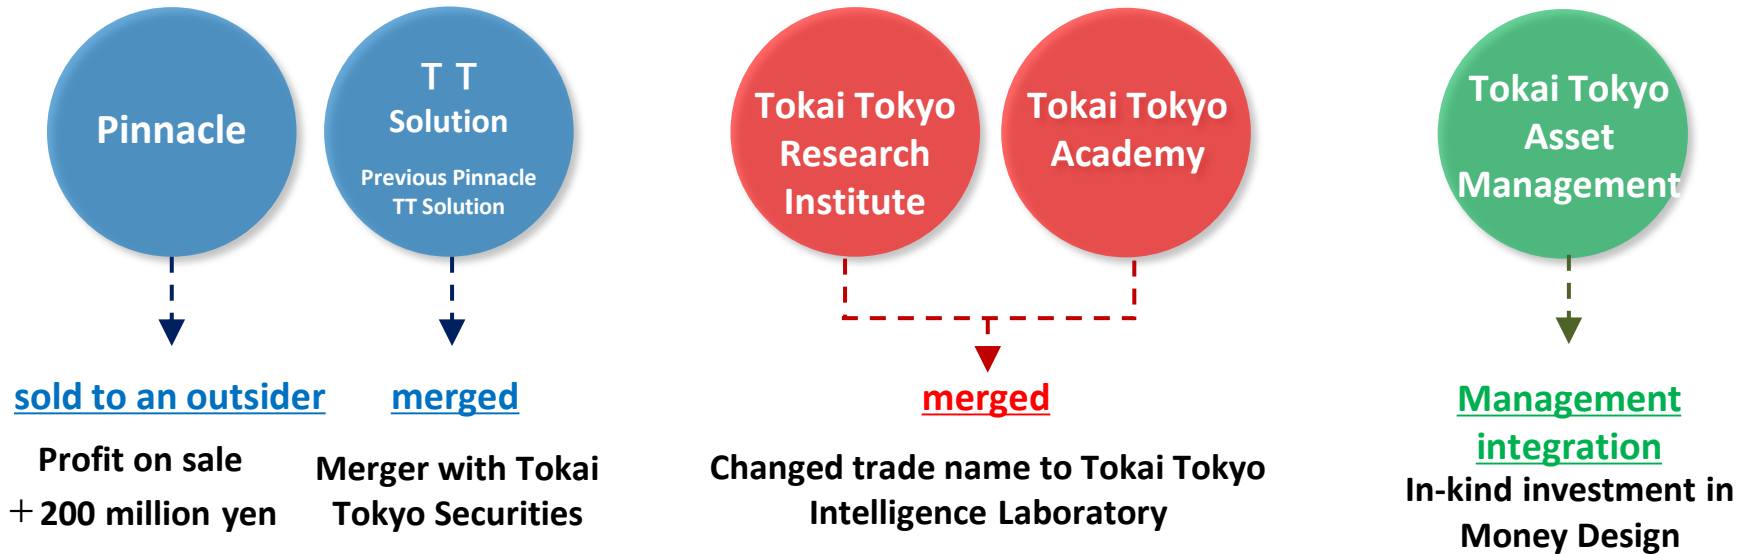 Pinnacle
T T
Solution
Previous Pinnacle
TT Solution
Tokai Tokyo
Research
Institute
Tokai Tokyo
Academy
Tokai Tokyo
Asset
Management
sold to an outsider
Profit on sale
+200 million yen
merged
Merger with Tokai
Tokyo Securities
merged
Changed trade name to Tokai Tokyo
Intelligence Laboratory
Management
integration
In-kind investment in
Money Design